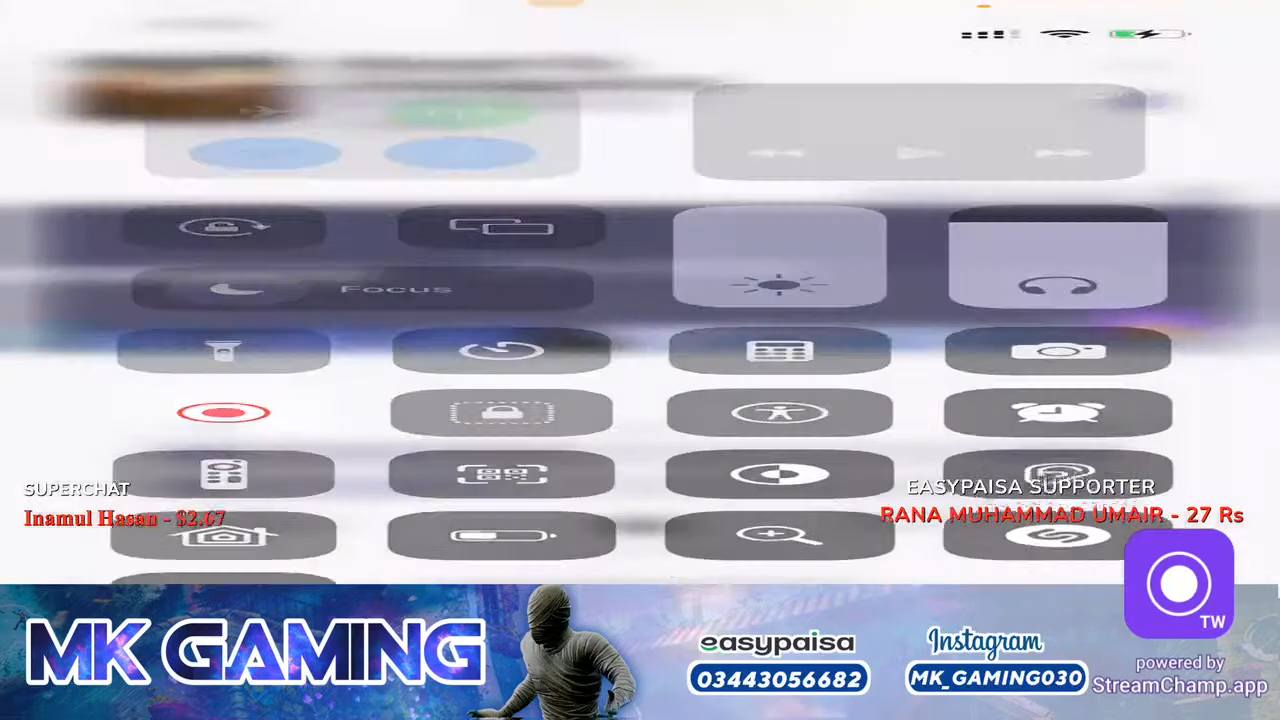 Focus
SUPERCHAT
Inamul Hasan - $2.67
EASYPAISA SUPPORTER
RANA MUHAMMAD UMAIR - 27 Rs
MK GAMING
easypaisa
03443056682
Instagram
MK_GAMING030
TW
powered by
StreamChamp.app